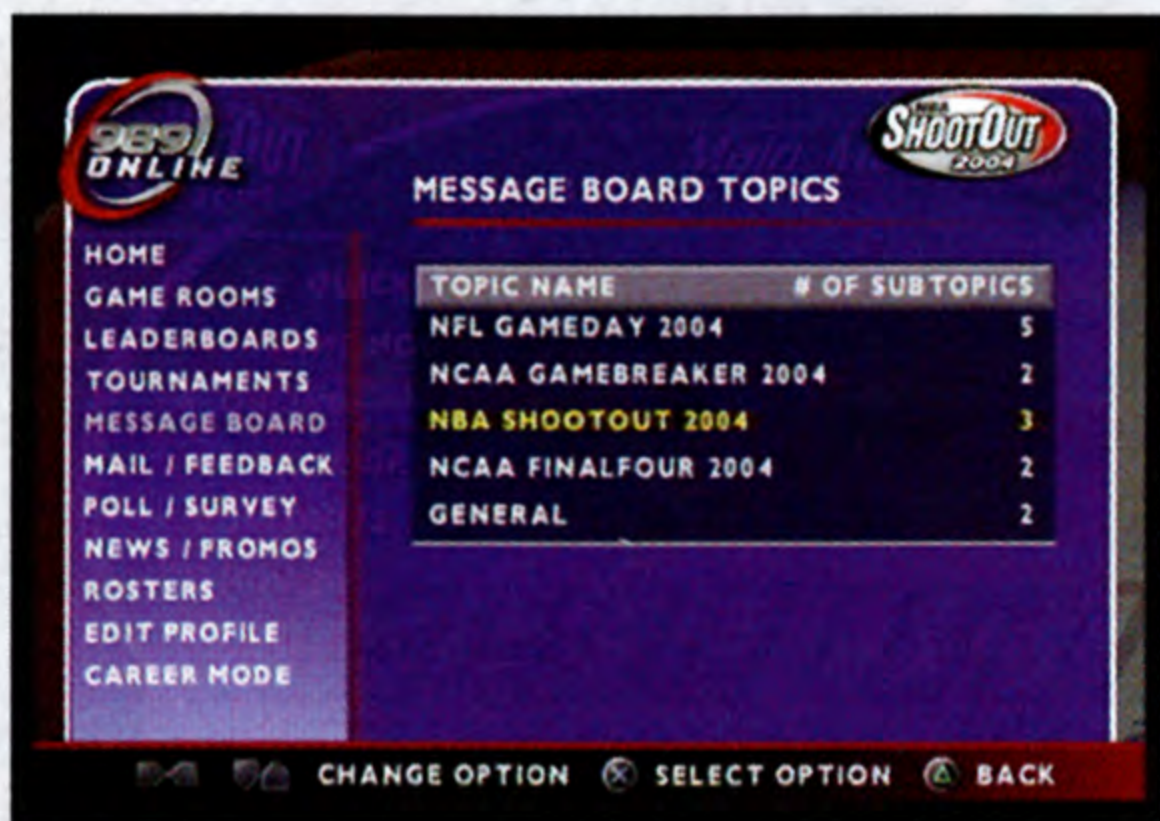 989
ONLINE
NBA
SHOOTOUT
2004
MESSAGE BOARD TOPICS
HOME
GAME ROOMS
LEADERBOARDS
TOURNAMENTS
MESSAGE BOARD
MAIL / FEEDBACK
POLL / SURVEY
NEWS / PROMOS
ROSTERS
EDIT PROFILE
CAREER MODE
TOPIC NAME # OF SUBTOPICS
NFL GAMEDAY 2004 5
NCAA GAMEBREAKER 2004 2
NBA SHOOTOUT 2004 3
NCAA FINALFOUR 2004 2
GENERAL 2
CHANGE OPTION SELECT OPTION BACK